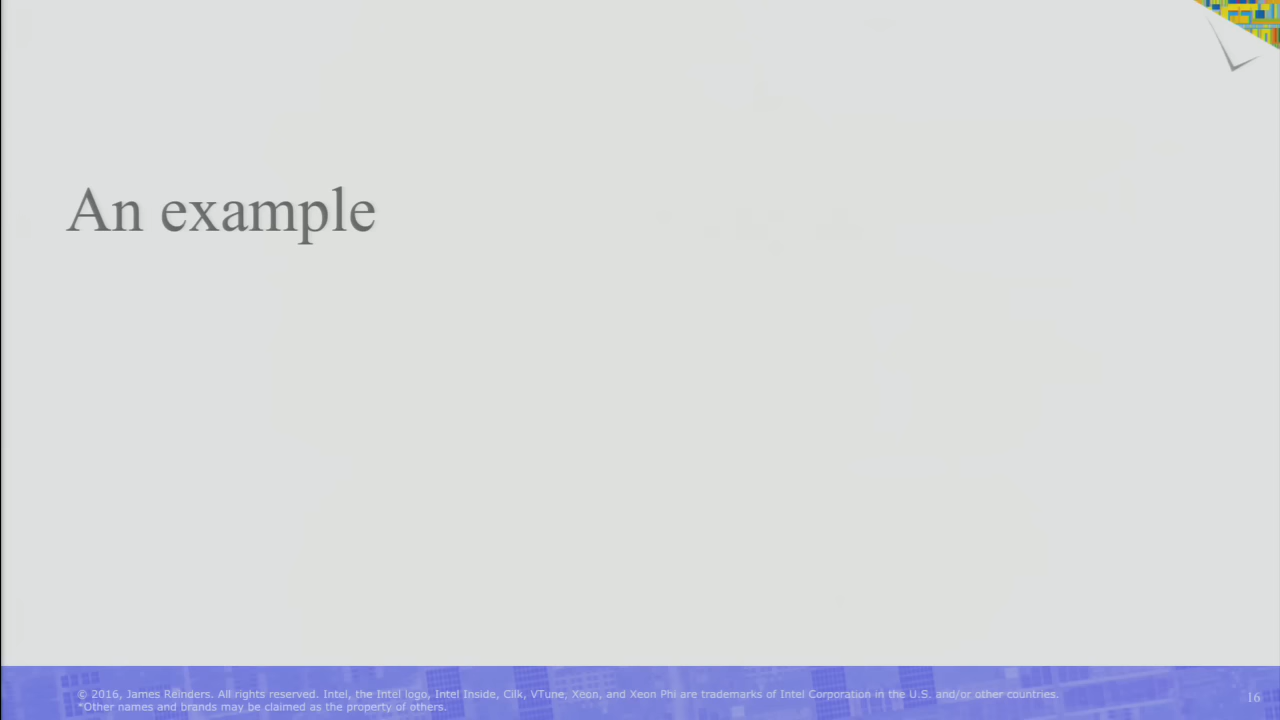 An example
© 2016, James Reinders. All rights reserved. Intel, the Intel logo, Intel Inside, Cilk, VTune, Xeon, and Xeon Phi are trademarks of Intel Corporation in the U.S. and/or other countries.
*Other names and brands may be claimed as the property of others.
16